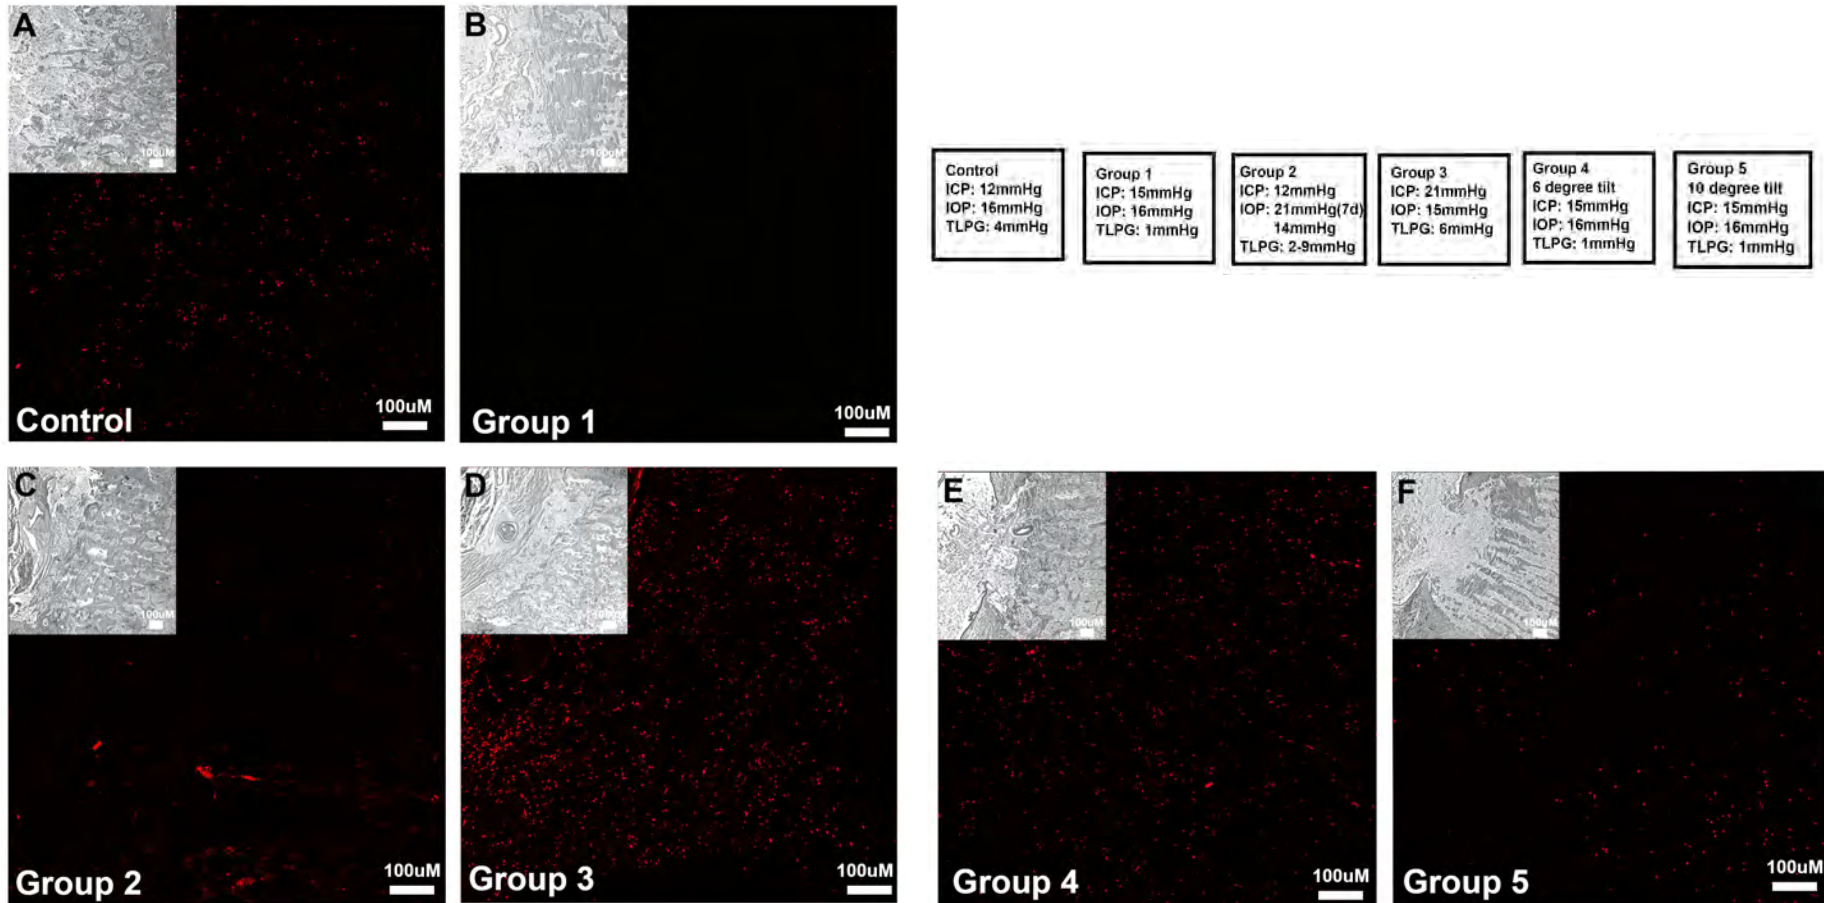 A
100uM
Control
100uM
B
100uM
Group 1
100uM
Control
ICP: 12mmHg
IOP: 16mmHg
TLPG: 4mmHg
Group 1
ICP: 15mmHg
IOP: 16mmHg
TLPG: 1mmHg
Group 2
ICP: 12mmHg
IOP: 21mmHg(7d)
14mmHg
TLPG: 2-9mmHg
Group 3
ICP: 21mmHg
IOP: 15mmHg
TLPG: 6mmHg
Group 4
6 degree tilt
ICP: 15mmHg
IOP: 16mmHg
TLPG: 1mmHg
Group 5
10 degree tilt
ICP: 15mmHg
IOP: 16mmHg
TLPG: 1mmHg
C
100uM
Group 2
100uM
D
100uM
Group 3
100uM
E
100uM
Group 4
100uM
F
100uM
Group 5
100uM